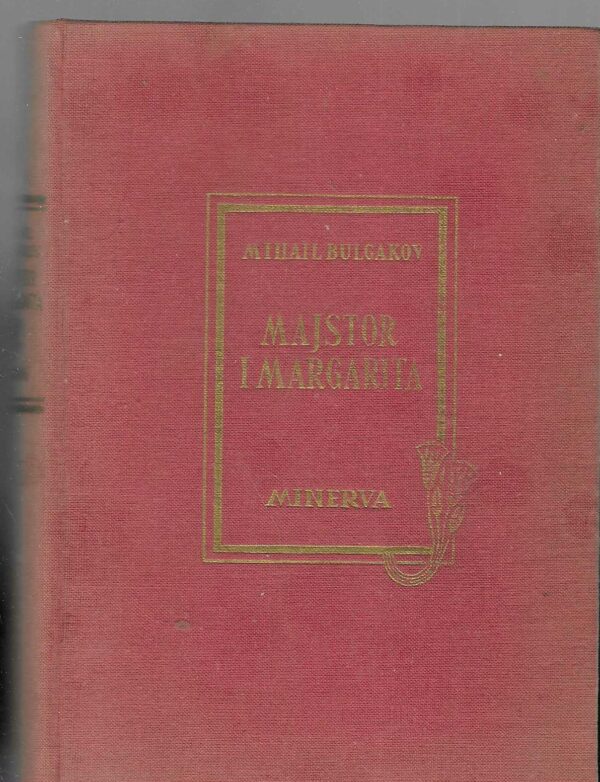 MIHAIL BULGAKOV
MAJSTOR
I MARGARITA
MINERVA